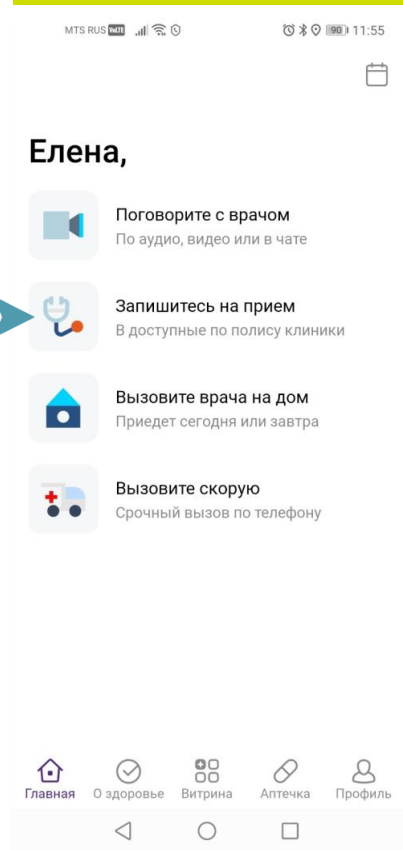 MTS RUS VoLTE 90 11:55
Елена,
Поговорите с врачом
По аудио, видео или в чате
Запишитесь на прием
В доступные по полису клиники
Вызовите врача на дом
Приедет сегодня или завтра
Вызовите скорую
Срочный вызов по телефону
Главная О здоровье Витрина Аптечка Профиль